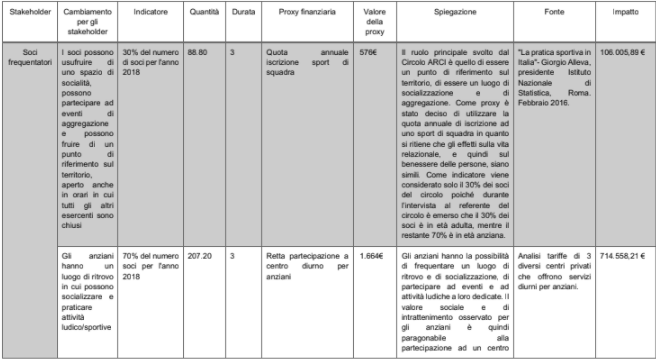 Stakeholder
Cambiamento
per gli
stakeholder
Indicatore
Quantità
Durata
Proxy finanziaria
Valore
della
proxy
Spiegazione
Fonte
Impatto
Soci
frequentatori
I soci possono
usufruire di
uno spazio di
socialità,
possono
partecipare ad
eventi di
aggregazione
e possono
fruire di un
punto di
riferimento sul
territorio,
aperto anche
in orari in cui
tutti gli altri
esercenti sono
chiusi
30% del numero
di soci per l'anno
2018
88.80
3
Quota annuale
iscrizione sport di
squadra
576€
Il ruolo principale svolto dal
Circolo ARCI è quello di essere
un punto di riferimento sul
territorio, di essere un luogo di
socializzazione e di
aggregazione. Come proxy è
stato deciso di utilizzare la
quota annuale di iscrizione ad
uno sport di squadra in quanto
si ritiene che gli effetti sulla vita
relazionale, e quindi sul
benessere delle persone, siano
simili. Come indicatore viene
considerato solo il 30% dei soci
del circolo poiché durante
l'intervista al referente del
circolo è emerso che il 30% dei
soci è in età adulta, mentre il
restante 70% è in età anziana.
"La pratica sportiva in
Italia"- Giorgio Alleva,
presidente Istituto
Nazionale di
Statistica, Roma.
Febbraio 2016.
106.005,89 €
Gli anziani
hanno un
luogo di ritrovo
in cui possono
socializzare e
praticare
attività
ludico/sportive
70% del numero
soci per l'anno
2018
207.20
3
Retta partecipazione a
centro diurno per
anziani
1.664€
Gli anziani hanno la possibilità
di frequentare un luogo di
ritrovo e di socializzazione, di
partecipare ad eventi e ad
attività ludiche a loro dedicate. Il
valore sociale e di
intrattenimento osservato per
gli anziani è quindi
paragonabile alla
partecipazione ad un centro
Analisi tariffe di 3
diversi centri privati
che offrono servizi
diurni per anziani.
714.558,21 €